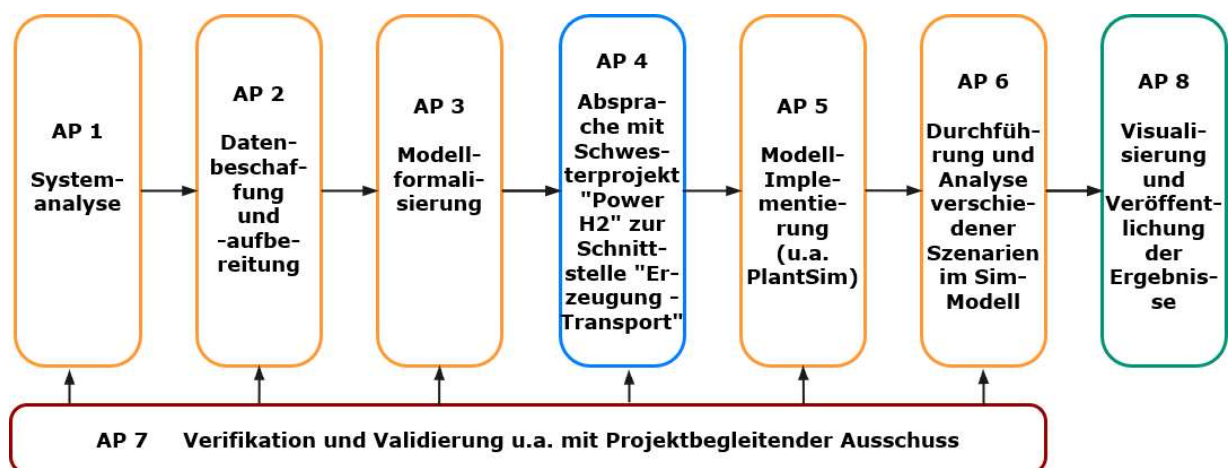 AP 1
System-
analyse
AP 2
Daten-
beschaf-
fung
und
-aufbe-
reitung
AP 3
Modell-
formali-
sierung
AP 4
Abspra-
che mit
Schwes-
terprojekt
"Power
H2" zur
Schnitt-
stelle "Er-
zeugung -
Transport"
AP 5
Modell-
Imple-
mentie-
rung
(u.a.
PlantSim)
AP 6
Durchfüh-
rung und
Analyse
verschie-
dener
Szenarien
im Sim-
Modell
AP 8
Visuali-
sierung
und
Veröffent-
lichung
der
Ergebnis-
se
AP 7 Verifikation und Validierung u.a. mit Projektbegleitender Ausschuss